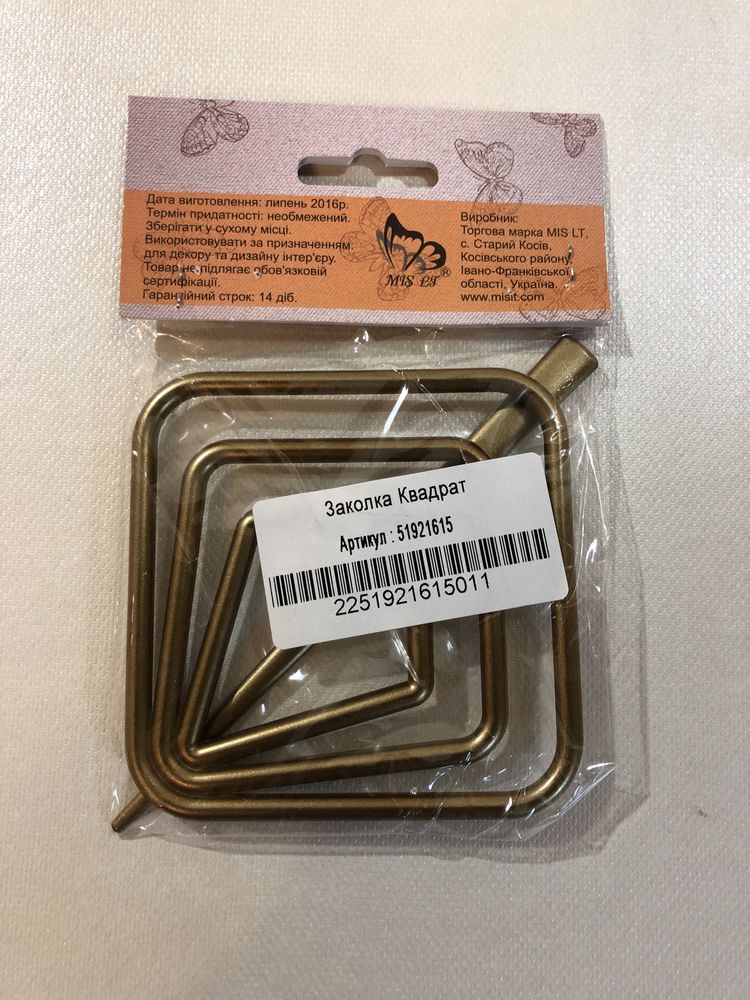 Дата виготовлення: липень 2016р.
Термін придатності: необмежений.
Зберігати у сухому місці.
Використовувати за призначенням:
для декору та дизайну інтер'єру.
Товар не підлягає обов'язковій
сертифікації.
Гарантійний строк: 14 діб.
MIS LT ®
Виробник:
Торгова марка MIS LT,
с. Старий Косів,
Косівського району,
Івано-Франківської
області, Україна.
www.misit.com
Заколка Квадрат
Артикул : 51921615
2251921615011